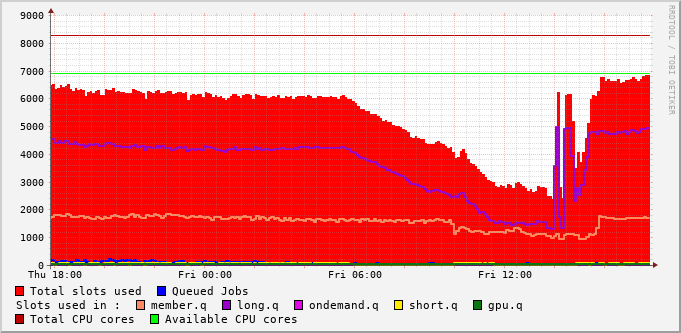 RRDTOOL / TOBI OETIKER
9000
8000
7000
6000
5000
4000
3000
2000
1000
0
Thu 18:00 Fri 00:00 Fri 06:00 Fri 12:00
Total slots used Queued Jobs
Slots used in : member.q long.q ondemand.q short.q gpu.q
Total CPU cores Available CPU cores